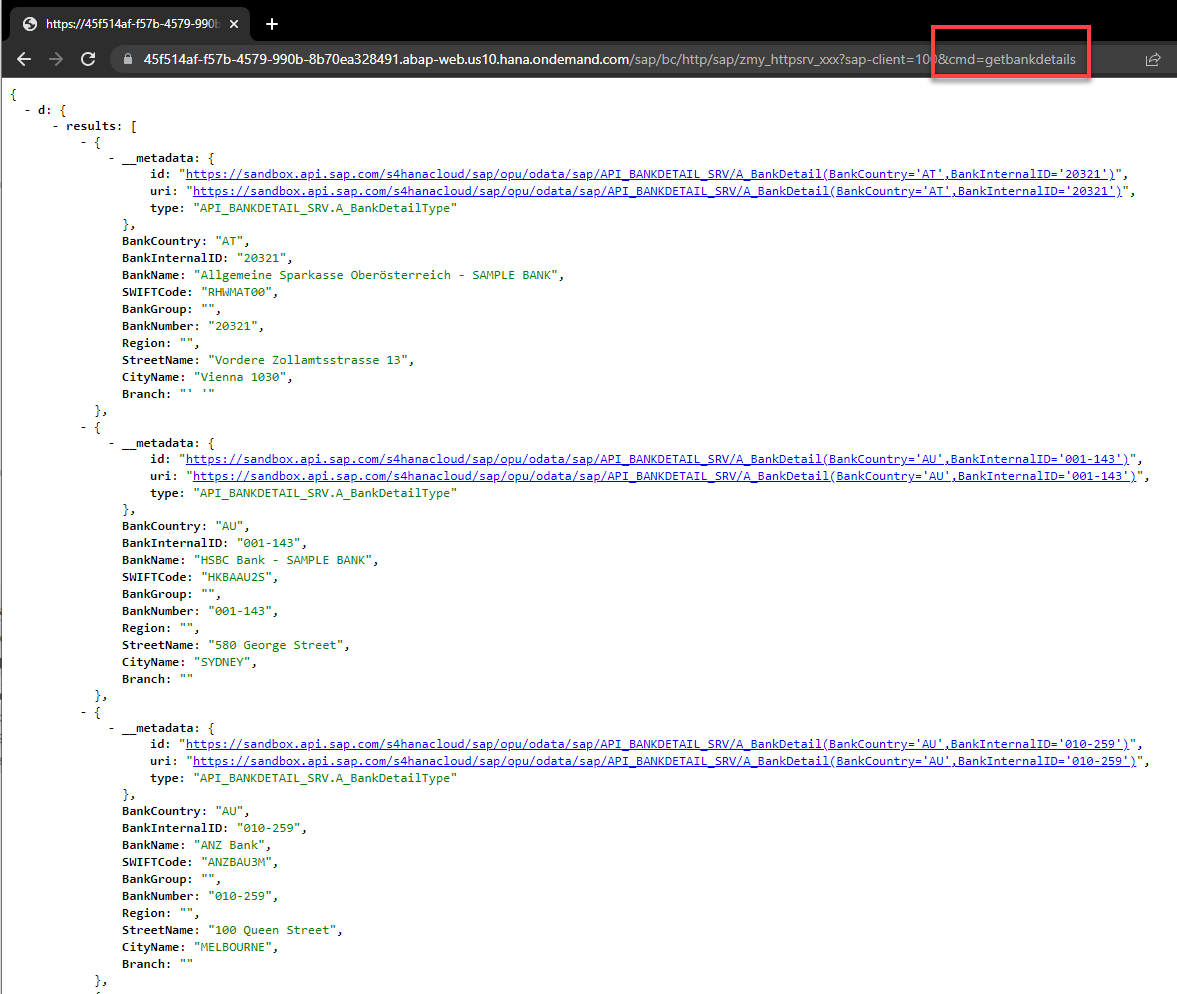 https://45f514af-f57b-4579-990b
45f514af-f57b-4579-990b-8b70ea328491.abap-web.us10.hana.ondemand.com/sap/bc/http/sap/zmy_httpsrv_xxx?sap-client=100&cmd=getbankdetails
{
- d: {
- results: [
- {
- __metadata: {
id: "https://sandbox.api.sap.com/s4hanacloud/sap/opu/odata/sap/API_BANKDETAIL_SRV/A_BankDetail(BankCountry='AT',BankInternalID='20321')",
uri: "https://sandbox.api.sap.com/s4hanacloud/sap/opu/odata/sap/API_BANKDETAIL_SRV/A_BankDetail(BankCountry='AT',BankInternalID='20321')",
type: "API_BANKDETAIL_SRV.A_BankDetailType"
},
BankCountry: "AT",
BankInternalID: "20321",
BankName: "Allgemeine Sparkasse Oberösterreich - SAMPLE BANK",
SWIFTCode: "RHWMAT00",
BankGroup: "",
BankNumber: "20321",
Region: "",
StreetName: "Vordere Zollamtsstrasse 13",
CityName: "Vienna 1030",
Branch: "' '"
},
- {
- __metadata: {
id: "https://sandbox.api.sap.com/s4hanacloud/sap/opu/odata/sap/API_BANKDETAIL_SRV/A_BankDetail(BankCountry='AU',BankInternalID='001-143')",
uri: "https://sandbox.api.sap.com/s4hanacloud/sap/opu/odata/sap/API_BANKDETAIL_SRV/A_BankDetail(BankCountry='AU',BankInternalID='001-143')",
type: "API_BANKDETAIL_SRV.A_BankDetailType"
},
BankCountry: "AU",
BankInternalID: "001-143",
BankName: "HSBC Bank - SAMPLE BANK",
SWIFTCode: "HKBAAU2S",
BankGroup: "",
BankNumber: "001-143",
Region: "",
StreetName: "580 George Street",
CityName: "SYDNEY",
Branch: ""
},
- {
- __metadata: {
id: "https://sandbox.api.sap.com/s4hanacloud/sap/opu/odata/sap/API_BANKDETAIL_SRV/A_BankDetail(BankCountry='AU',BankInternalID='010-259')",
uri: "https://sandbox.api.sap.com/s4hanacloud/sap/opu/odata/sap/API_BANKDETAIL_SRV/A_BankDetail(BankCountry='AU',BankInternalID='010-259')",
type: "API_BANKDETAIL_SRV.A_BankDetailType"
},
BankCountry: "AU",
BankInternalID: "010-259",
BankName: "ANZ Bank",
SWIFTCode: "ANZBAU3M",
BankGroup: "",
BankNumber: "010-259",
Region: "",
StreetName: "100 Queen Street",
CityName: "MELBOURNE",
Branch: ""
},